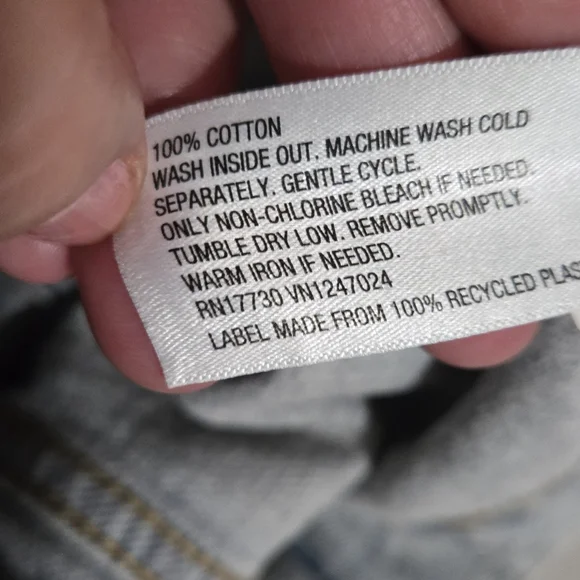 100% COTTON
WASH INSIDE OUT. MACHINE WASH COLD
SEPARATELY. GENTLE CYCLE.
ONLY NON-CHLORINE BLEACH IF NEEDED.
TUMBLE DRY LOW. REMOVE PROMPTLY.
WARM IRON IF NEEDED.
RN17730 VN1247024
LABEL MADE FROM 100% RECYCLED PLAS